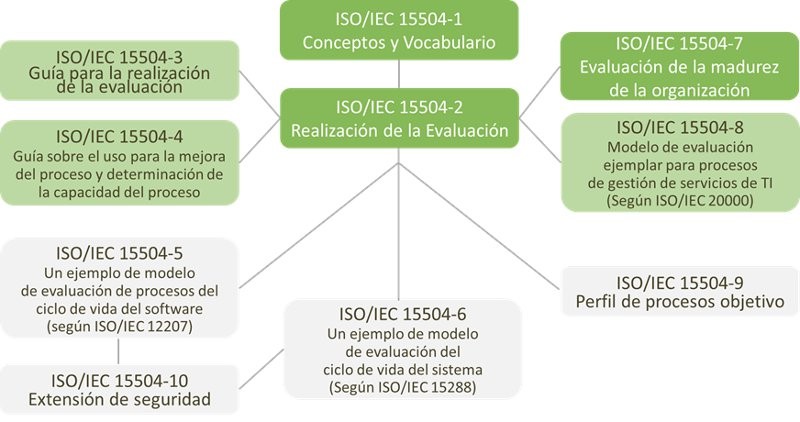 ISO/IEC 15504-1
Conceptos y Vocabulario
ISO/IEC 15504-3
Guía para la realización
de la evaluación
ISO/IEC 15504-2
Realización de la Evaluación
ISO/IEC 15504-7
Evaluación de la madurez
de la organización
ISO/IEC 15504-4
Guía sobre el uso para la mejora
del proceso y determinación de
la capacidad del proceso
ISO/IEC 15504-8
Modelo de evaluación
ejemplar para procesos
de gestión de servicios de TI
(Según ISO/IEC 20000)
ISO/IEC 15504-5
Un ejemplo de modelo
de evaluación de procesos del
ciclo de vida del software
(según ISO/IEC 12207)
ISO/IEC 15504-6
Un ejemplo de modelo
de evaluación del
ciclo de vida del sistema
(Según ISO/IEC 15288)
ISO/IEC 15504-9
Perfil de procesos objetivo
ISO/IEC 15504-10
Extensión de seguridad